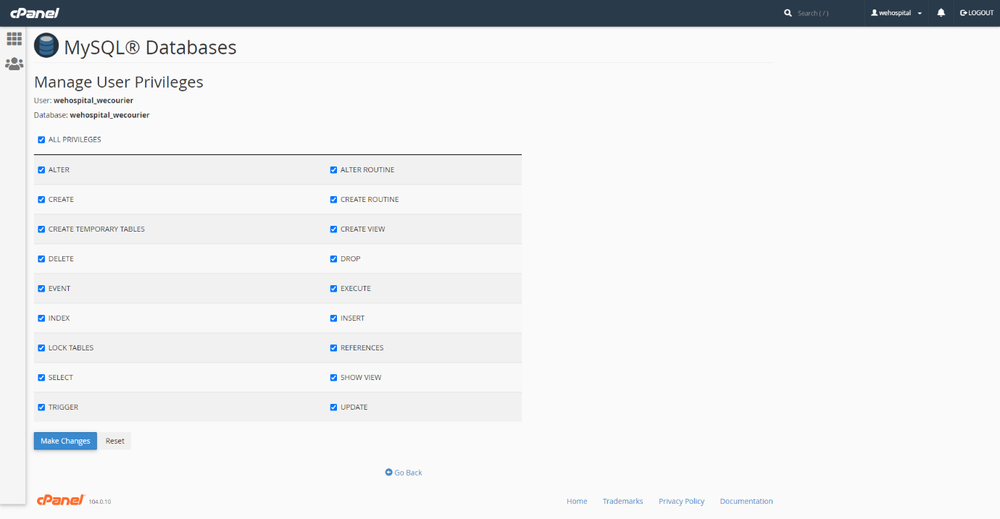 cPanel
Search ( / )
wehospital
LOGOUT
MySQL® Databases
Manage User Privileges
User: wehospital_wecourier
Database: wehospital_wecourier
ALL PRIVILEGES
ALTER ALTER ROUTINE
CREATE CREATE ROUTINE
CREATE TEMPORARY TABLES CREATE VIEW
DELETE DROP
EVENT EXECUTE
INDEX INSERT
LOCK TABLES REFERENCES
SELECT SHOW VIEW
TRIGGER UPDATE
Make Changes Reset
Go Back
cPanel 104.0.10 Home Trademarks Privacy Policy Documentation